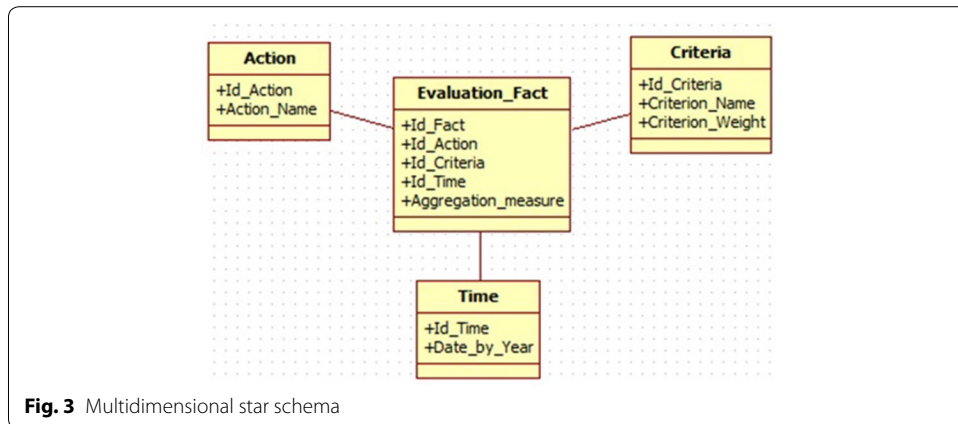 Action
+Id_Action
+Action_Name
Evaluation_Fact
+Id_Fact
+Id_Action
+Id_Criteria
+Id_Time
+Aggregation_measure
Criteria
+Id_Criteria
+Criterion_Name
+Criterion_Weight
Time
+Id_Time
+Date_by_Year
Fig. 3 Multidimensional star schema